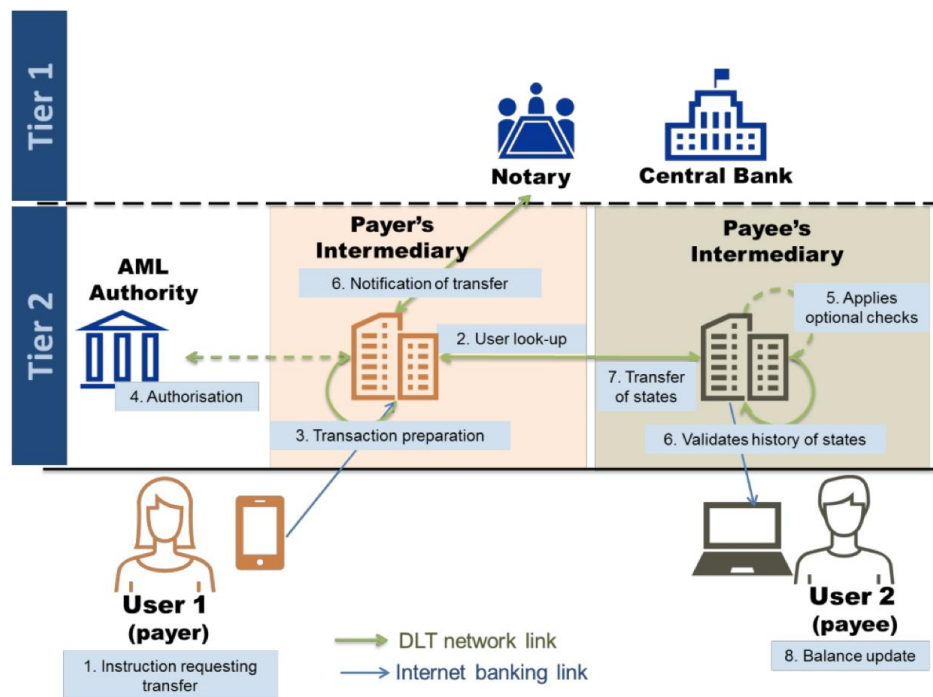 Tier 1
Notary
Central Bank
Tier 2
AML
Authority
Payer's
Intermediary
Payee's
Intermediary
6. Notification of transfer
5. Applies
optional checks
2. User look-up
4. Authorisation
7. Transfer
of states
3. Transaction preparation
6. Validates history of states
User 1
(payer)
1. Instruction requesting
transfer
User 2
(payee)
8. Balance update
DLT network link
Internet banking link